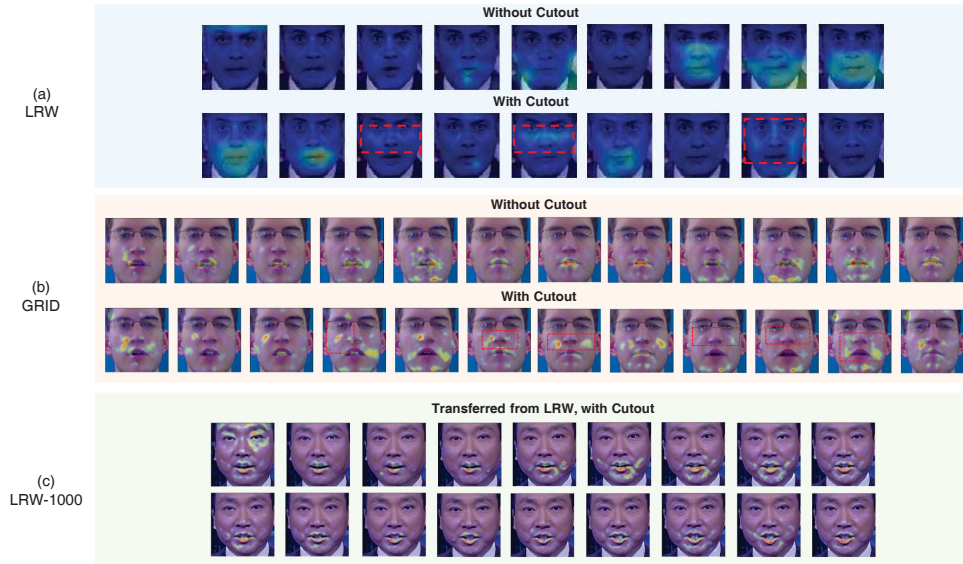 Without Cutout
(a)
LRW
With Cutout
Without Cutout
(b)
GRID
With Cutout
Transferred from LRW, with Cutout
(c)
LRW-1000